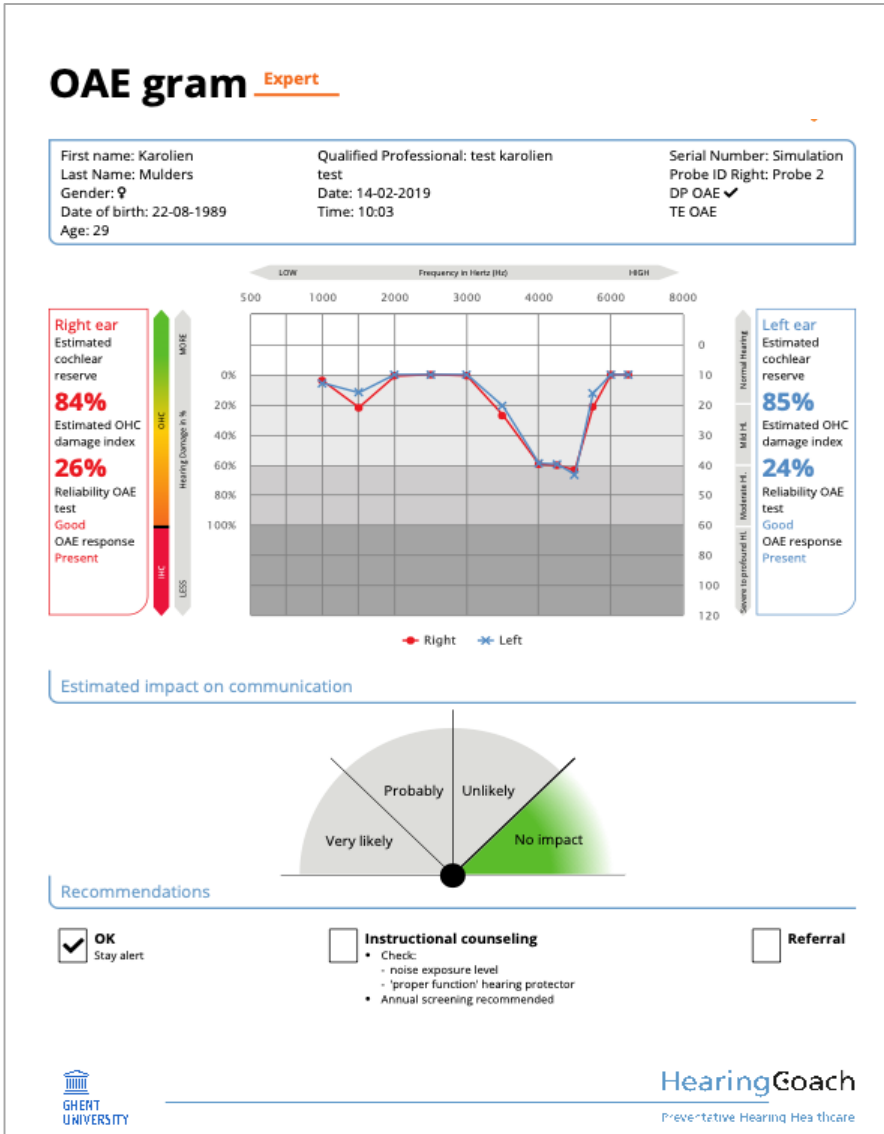 OAE gram Expert
First name: Karolien
Last Name: Mulders
Gender: ♀
Date of birth: 22-08-1989
Age: 29
Qualified Professional: test karolien
test
Date: 14-02-2019
Time: 10:03
Serial Number: Simulation
Probe ID Right: Probe 2
DP OAE ✔
TE OAE
LOW Frequency in Hertz (Hz) HIGH
500 1000 2000 3000 4000 6000 8000
Right ear
Estimated
cochlear
reserve
84%
Estimated OHC
damage index
26%
Reliability OAE
test
Good
OAE response
Present
OHC
IHC
MORE
Hearing Damage in %
LESS
0%
20%
40%
60%
80%
100%
0
10
20
30
40
50
60
80
100
120
Normal Hearing
Mild HL
Moderate HL
Severe to profound HL
Left ear
Estimated
cochlear
reserve
85%
Estimated OHC
damage index
24%
Reliability OAE
test
Good
OAE response
Present
Right Left
Estimated impact on communication
Very likely
Probably
Unlikely
No impact
Recommendations
OK
Stay alert
Instructional counseling
• Check:
- noise exposure level
- 'proper function' hearing protector
• Annual screening recommended
Referral
GHENT
UNIVERSITY
HearingCoach
Preventative Hearing Healthcare